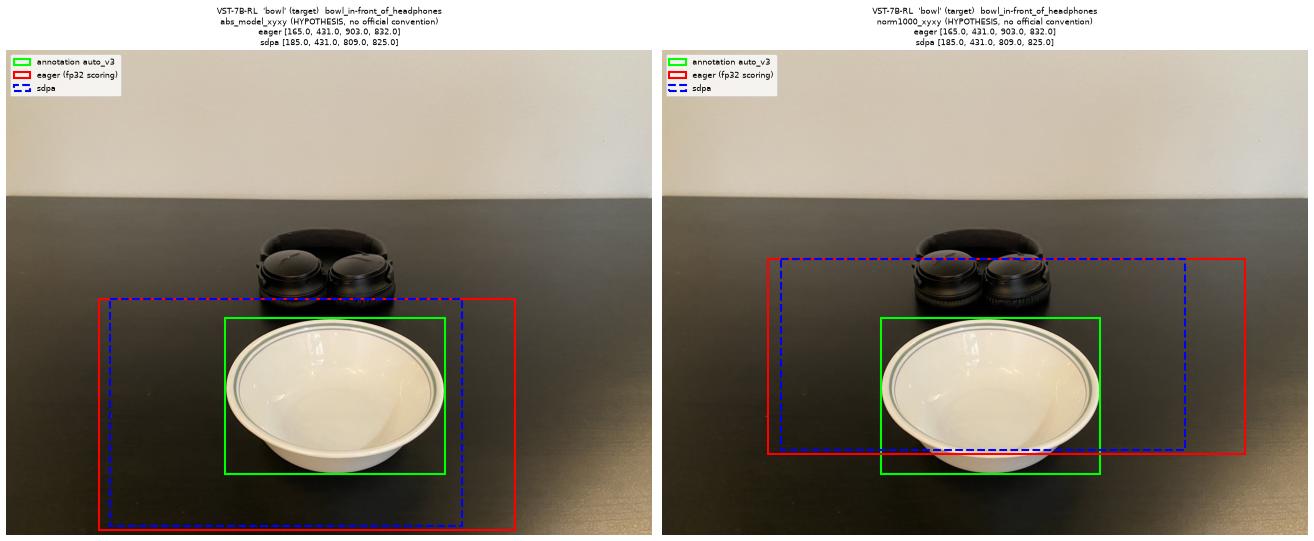 VST-7B-RL 'bowl' (target) bowl_in-front_of_headphones
abs_model_xyxy (HYPOTHESIS, no official convention)
eager [165.0, 431.0, 903.0, 832.0]
sdpa [185.0, 431.0, 809.0, 825.0]
annotation auto_v3
eager (fp32 scoring)
sdpa
VST-7B-RL 'bowl' (target) bowl_in-front_of_headphones
norm1000_xyxy (HYPOTHESIS, no official convention)
eager [165.0, 431.0, 903.0, 832.0]
sdpa [185.0, 431.0, 809.0, 825.0]
annotation auto_v3
eager (fp32 scoring)
sdpa